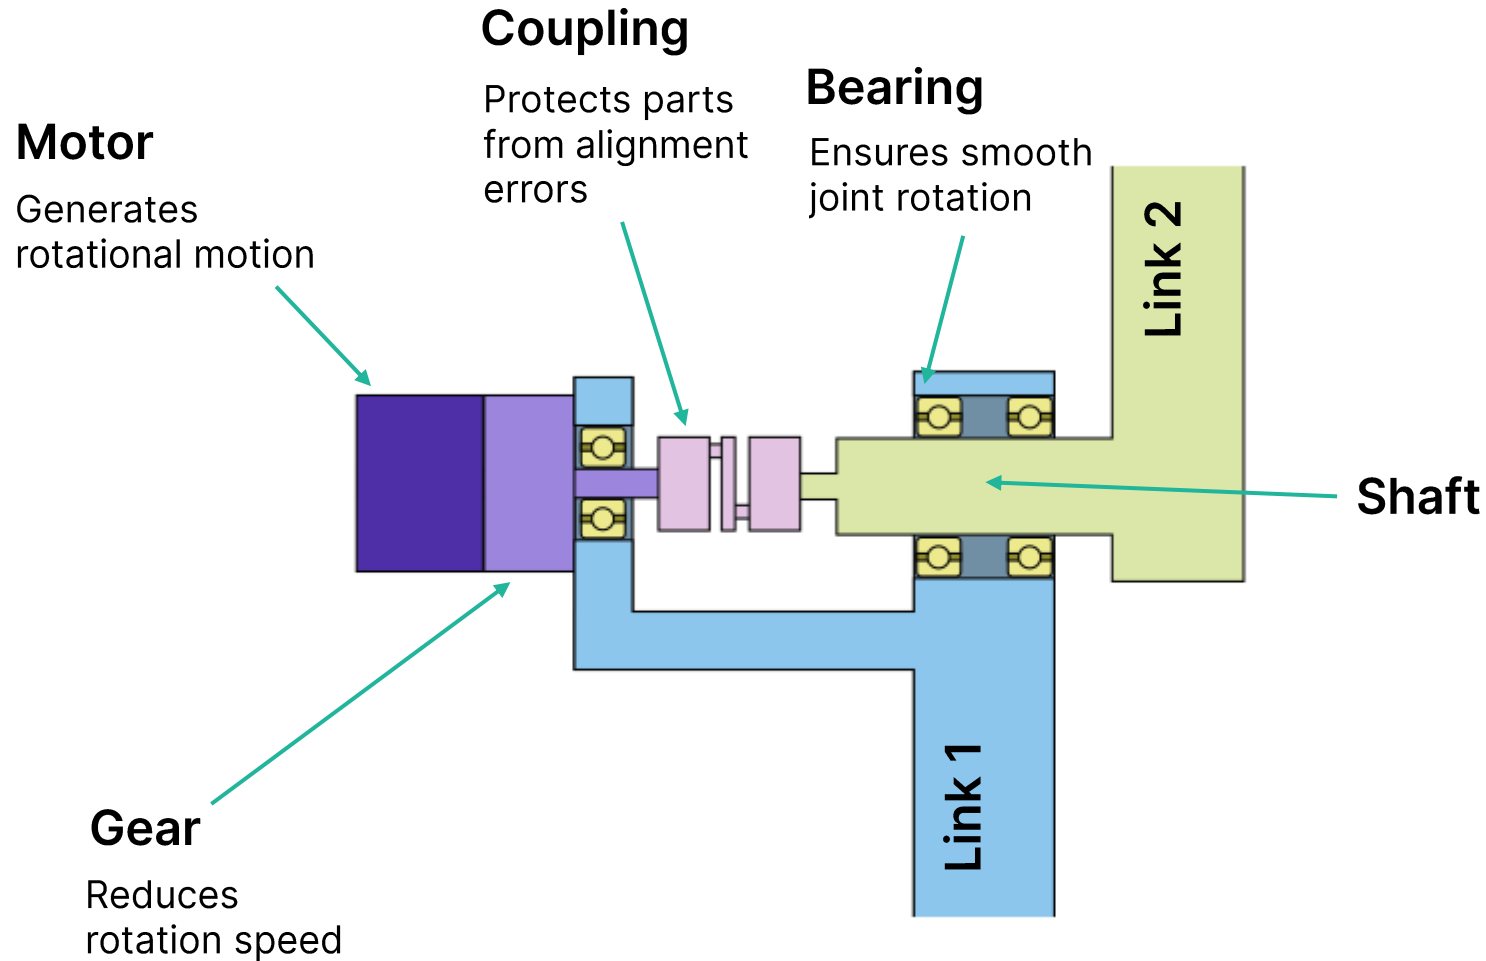 Coupling
Protects parts
from alignment
errors
Bearing
Ensures smooth
joint rotation
Motor
Generates
rotational motion
Link 2
Shaft
Link 1
Gear
Reduces
rotation speed